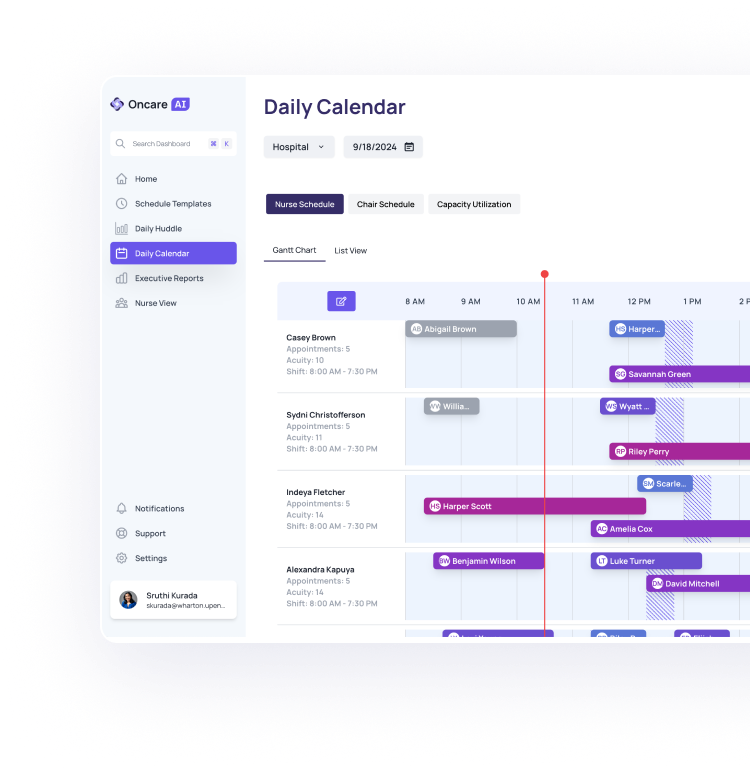 Oncare AI
Daily Calendar
Search Dashboard ⌘ K
Hospital 9/18/2024
Home
Schedule Templates
Nurse Schedule Chair Schedule Capacity Utilization
Daily Huddle
Daily Calendar
Gantt Chart List View
Executive Reports
Nurse View
8 AM 9 AM 10 AM 11 AM 12 PM 1 PM
AB Abigail Brown HS Harper...
Casey Brown
Appointments: 5
Acuity: 10
Shift: 8:00 AM - 7:30 PM
SG Savannah Green
Willia... WS Wyatt ...
Sydni Christofferson
Appointments: 5
Acuity: 11
Shift: 8:00 AM - 7:30 PM
RP Riley Perry
SM Scarle...
Indeya Fletcher
Appointments: 5
Acuity: 14
Shift: 8:00 AM - 7:30 PM
HS Harper Scott
AC Amelia Cox
BW Benjamin Wilson LT Luke Turner
Alexandra Kapuya
Appointments: 5
Acuity: 14
Shift: 8:00 AM - 7:30 PM
DM David Mitchell
Notifications
Support
Settings
Sruthi Kurada
skurada@wharton.upen...